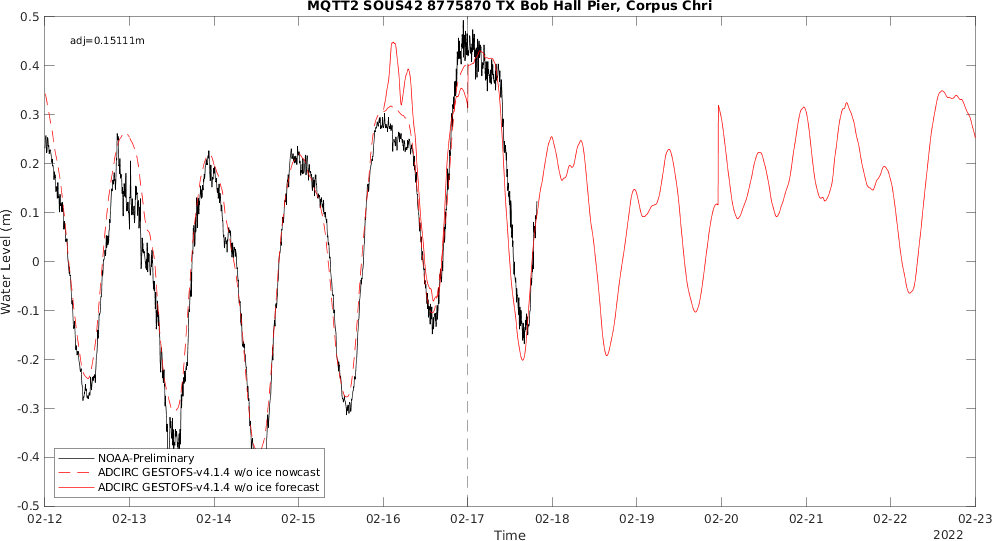 MQTT2 SOUS42 8775870 TX Bob Hall Pier, Corpus Chri
adj=0.15111m
0.5
0.4
0.3
0.2
0.1
0
-0.1
-0.2
-0.3
-0.4
-0.5
Water Level (m)
NOAA-Preliminary
ADCIRC GESTOFS-v4.1.4 w/o ice nowcast
ADCIRC GESTOFS-v4.1.4 w/o ice forecast
02-12 02-13 02-14 02-15 02-16 02-17 02-18 02-19 02-20 02-21 02-22 02-23
Time
2022